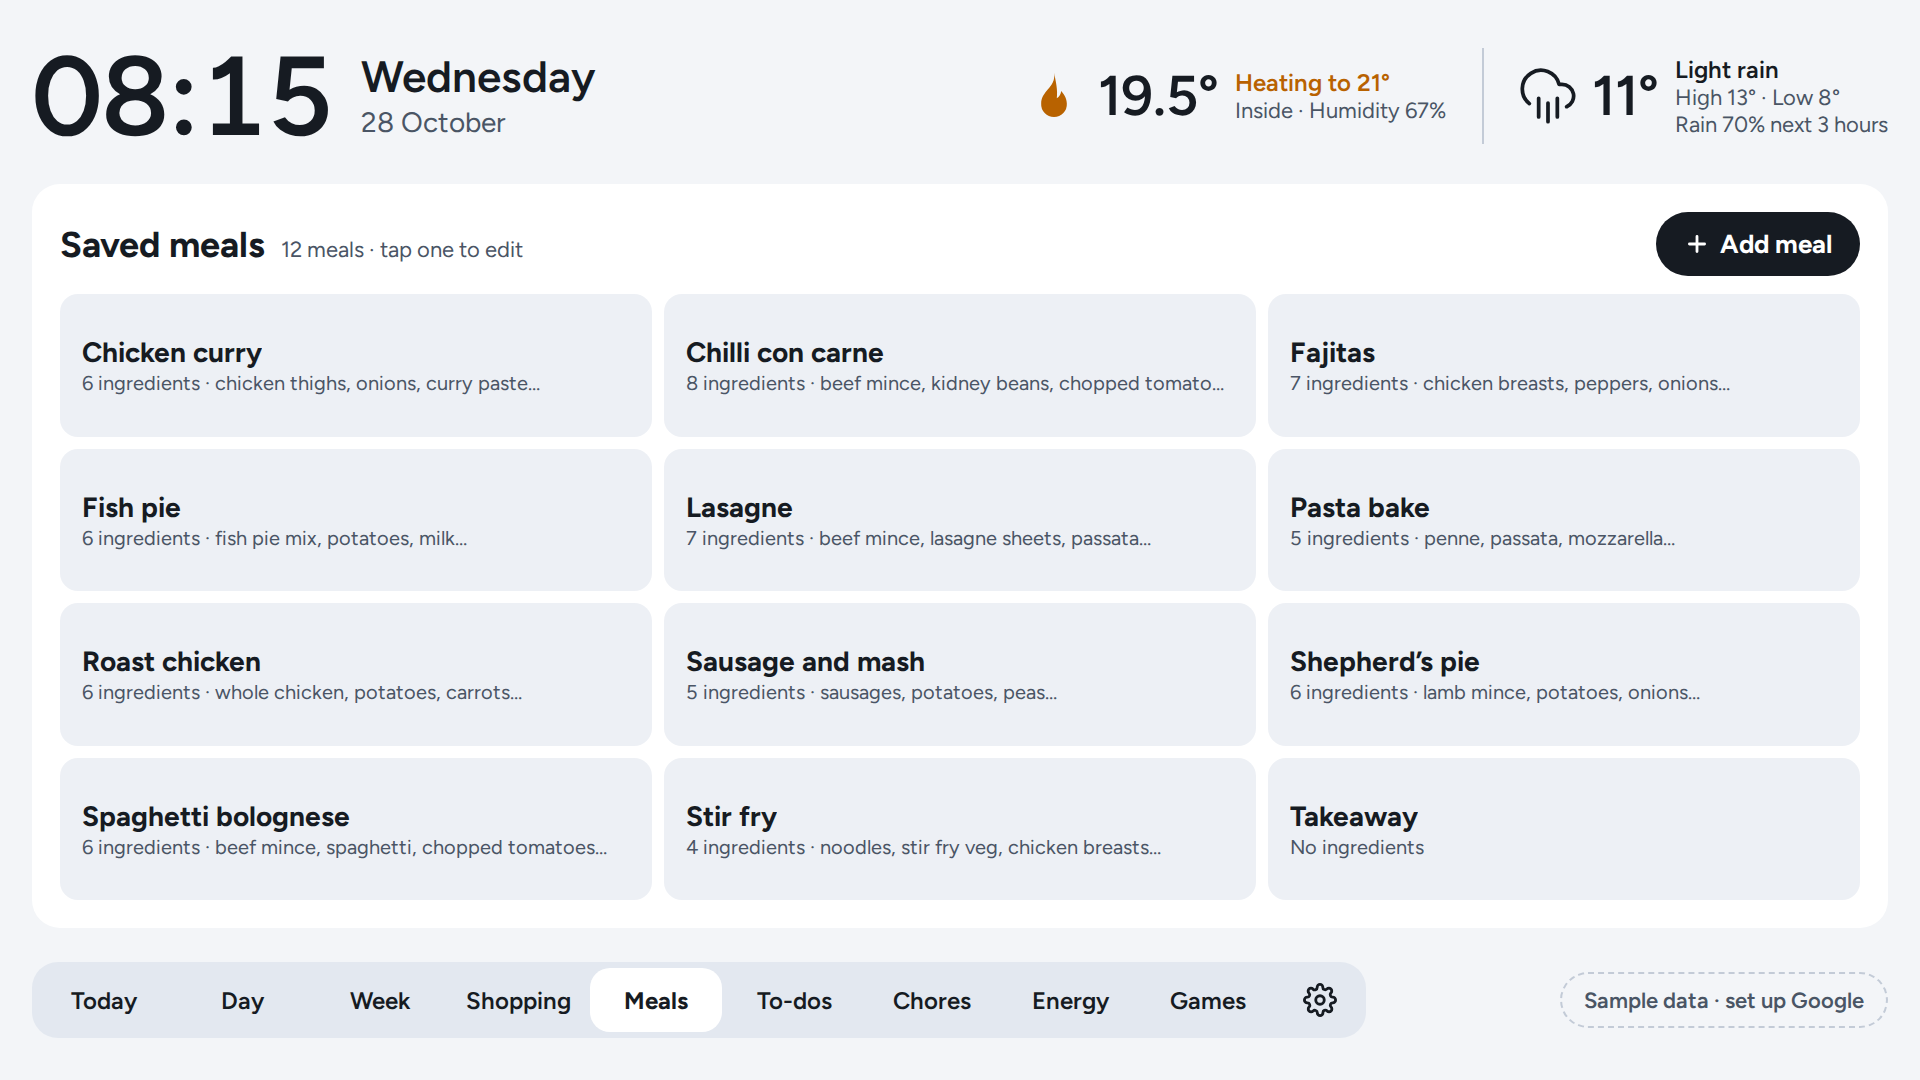 08:15
Wednesday
28 October
19.5°
Heating to 21°
Inside · Humidity 67%
11°
Light rain
High 13° · Low 8°
Rain 70% next 3 hours
Saved meals
12 meals · tap one to edit
+ Add meal
Chicken curry
6 ingredients · chicken thighs, onions, curry paste…
Chilli con carne
8 ingredients · beef mince, kidney beans, chopped tomato…
Fajitas
7 ingredients · chicken breasts, peppers, onions…
Fish pie
6 ingredients · fish pie mix, potatoes, milk…
Lasagne
7 ingredients · beef mince, lasagne sheets, passata…
Pasta bake
5 ingredients · penne, passata, mozzarella…
Roast chicken
6 ingredients · whole chicken, potatoes, carrots…
Sausage and mash
5 ingredients · sausages, potatoes, peas…
Shepherd’s pie
6 ingredients · lamb mince, potatoes, onions…
Spaghetti bolognese
6 ingredients · beef mince, spaghetti, chopped tomatoes…
Stir fry
4 ingredients · noodles, stir fry veg, chicken breasts…
Takeaway
No ingredients
Today
Day
Week
Shopping
Meals
To-dos
Chores
Energy
Games
Sample data · set up Google